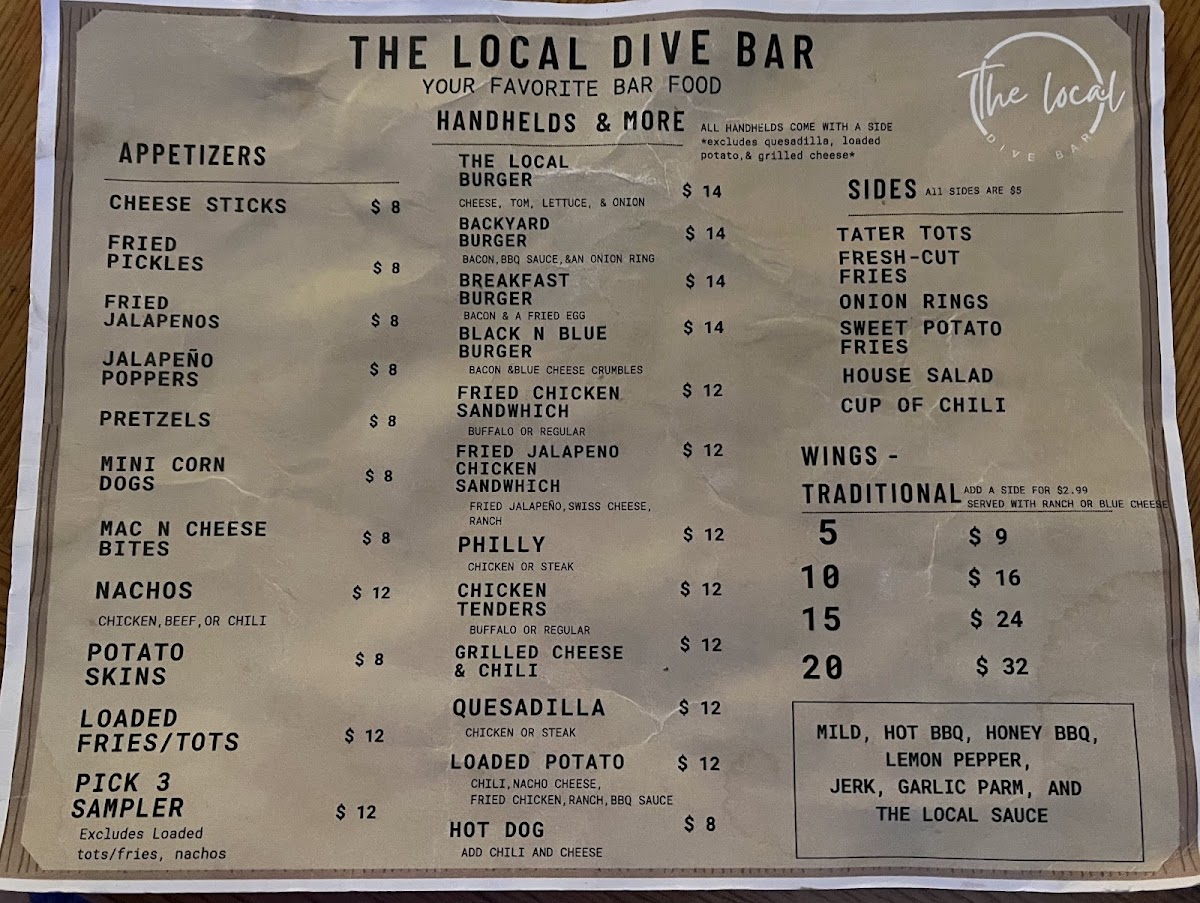 THE LOCAL DIVE BAR
YOUR FAVORITE BAR FOOD
The Local
DIVE BAR
APPETIZERS
CHEESE STICKS $ 8
FRIED
PICKLES $ 8
FRIED
JALAPENOS $ 8
JALAPEÑO
POPPERS $ 8
PRETZELS $ 8
MINI CORN
DOGS $ 8
MAC N CHEESE
BITES $ 8
NACHOS $ 12
CHICKEN,BEEF,OR CHILI
POTATO
SKINS $ 8
LOADED
FRIES/TOTS $ 12
PICK 3
SAMPLER $ 12
Excludes Loaded
tots/fries, nachos
HANDHELDS & MORE
ALL HANDHELDS COME WITH A SIDE
*excludes quesadilla, loaded
potato,& grilled cheese*
THE LOCAL
BURGER $ 14
CHEESE, TOM, LETTUCE, & ONION
BACKYARD
BURGER $ 14
BACON,BBQ SAUCE,&AN ONION RING
BREAKFAST
BURGER $ 14
BACON & A FRIED EGG
BLACK N BLUE
BURGER $ 14
BACON &BLUE CHEESE CRUMBLES
FRIED CHICKEN
SANDWHICH $ 12
BUFFALO OR REGULAR
FRIED JALAPENO
CHICKEN
SANDWHICH $ 12
FRIED JALAPEÑO,SWISS CHEESE,
RANCH
PHILLY $ 12
CHICKEN OR STEAK
CHICKEN
TENDERS $ 12
BUFFALO OR REGULAR
GRILLED CHEESE
& CHILI $ 12
QUESADILLA $ 12
CHICKEN OR STEAK
LOADED POTATO $ 12
CHILI,NACHO CHEESE,
FRIED CHICKEN,RANCH,BBQ SAUCE
HOT DOG $ 8
ADD CHILI AND CHEESE
SIDES All SIDES ARE $5
TATER TOTS
FRESH-CUT
FRIES
ONION RINGS
SWEET POTATO
FRIES
HOUSE SALAD
CUP OF CHILI
WINGS -
TRADITIONAL
ADD A SIDE FOR $2.99
SERVED WITH RANCH OR BLUE CHEESE
5 $ 9
10 $ 16
15 $ 24
20 $ 32
MILD, HOT BBQ, HONEY BBQ,
LEMON PEPPER,
JERK, GARLIC PARM, AND
THE LOCAL SAUCE